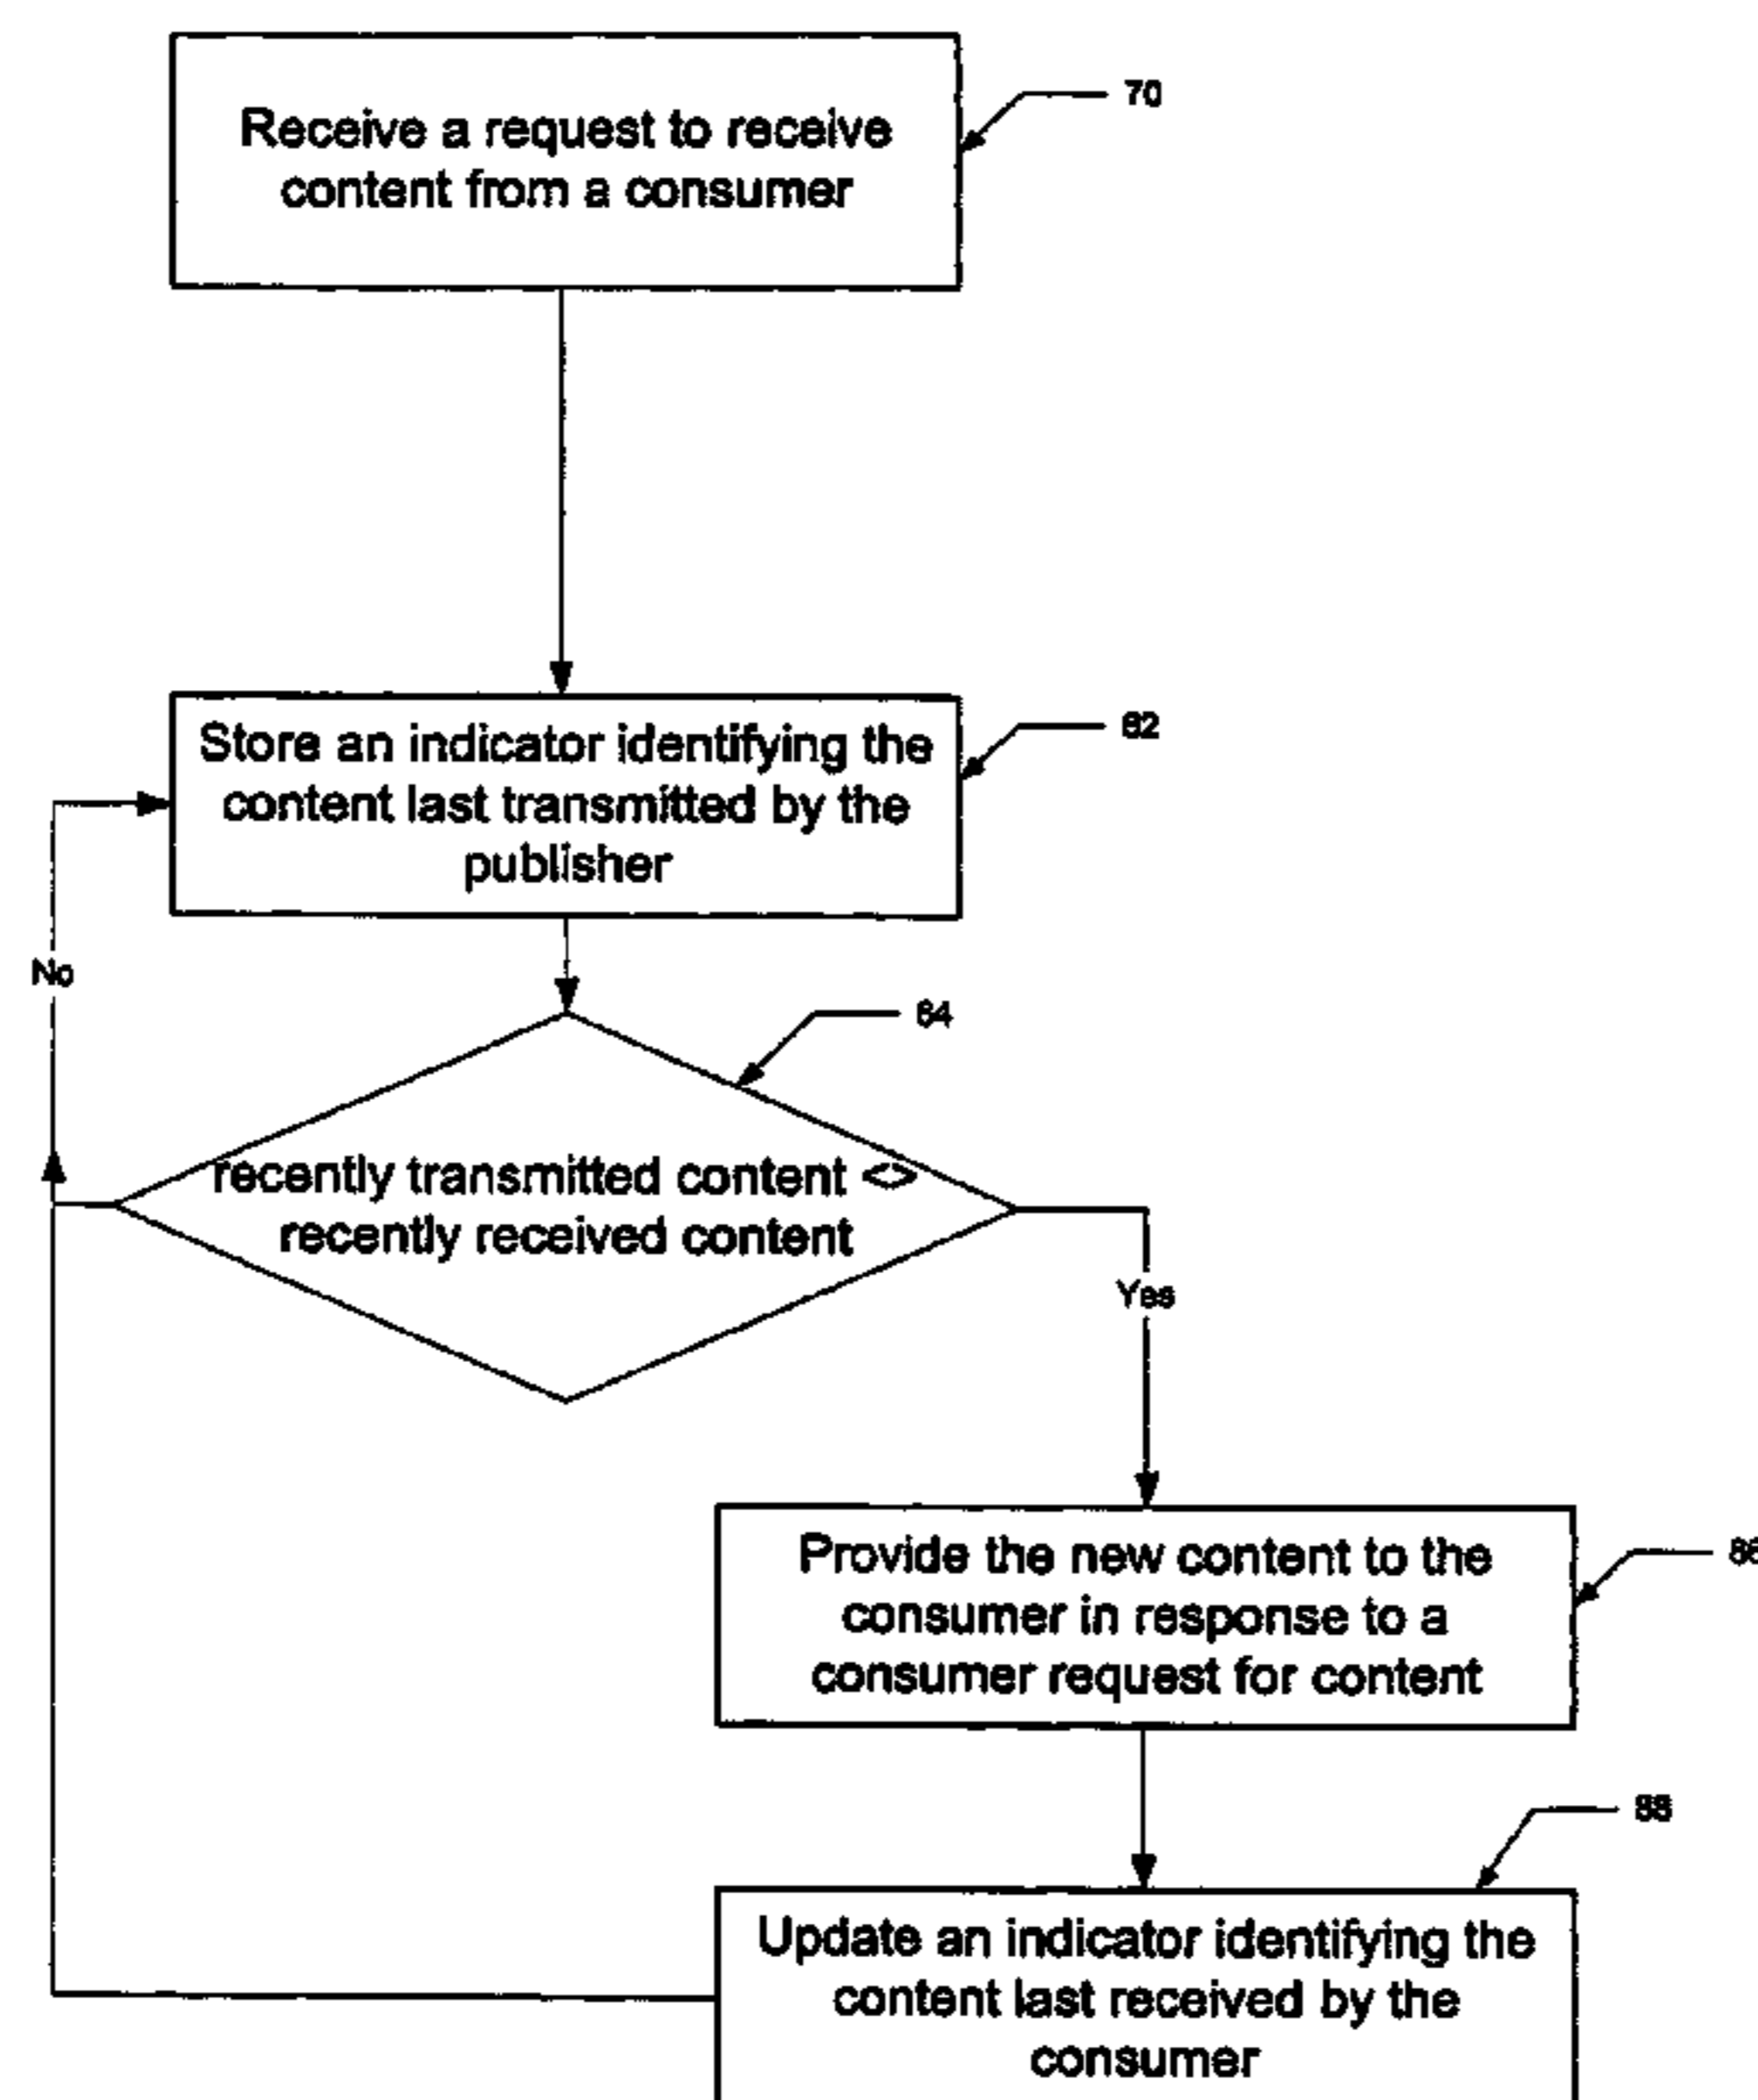 Receive a request to receive
content from a consumer
70
Store an indicator identifying the
content last transmitted by the
publisher
No
recently transmitted content <>
recently received content
Yes
Provide the new content to the
consumer in response to a
consumer request for content
Update an indicator identifying the
content last received by the
consumer